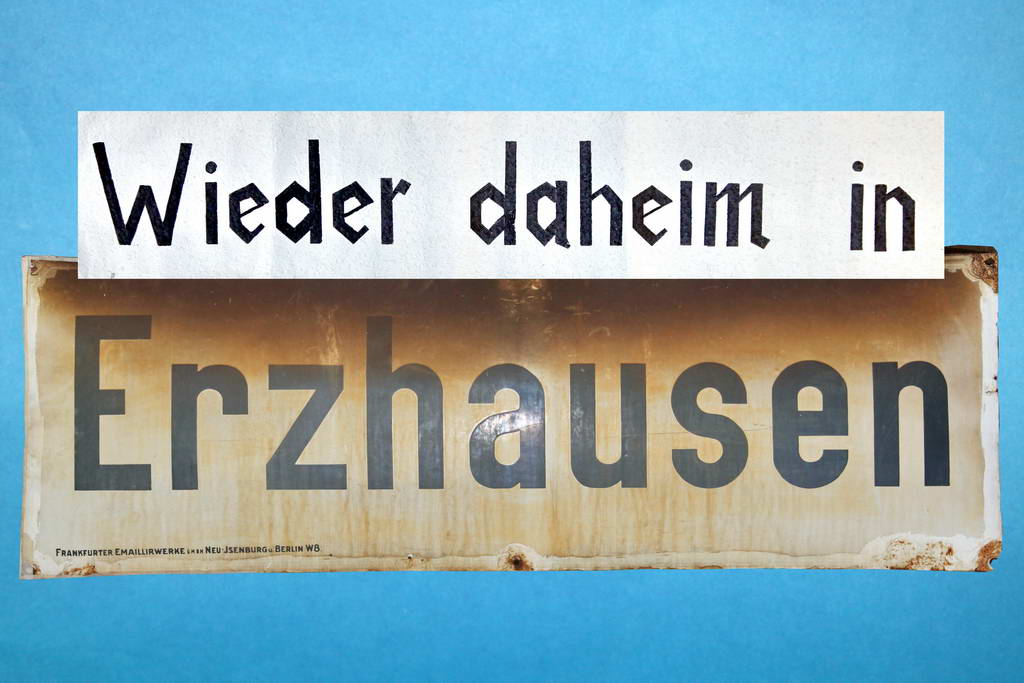 Wieder daheim in
Erzhausen
FRANKFURTER EMAILLIRWERKE G.M.B.H. NEU-JSENBURG u. BERLIN W8.